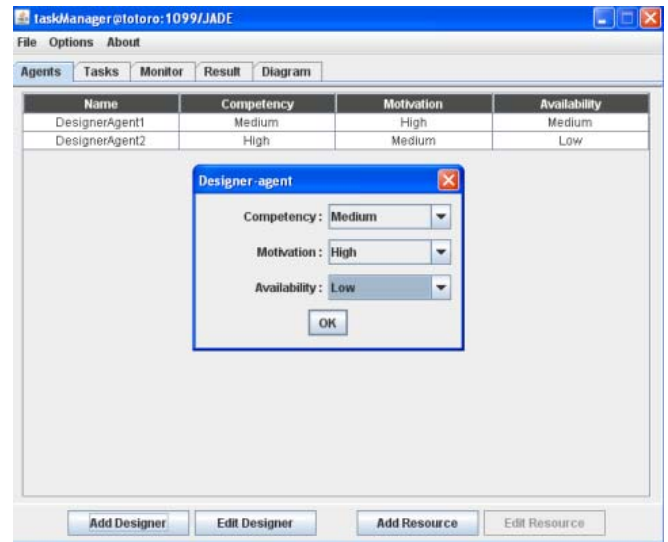 taskManager@totoro:1099/JADE
File Options About
Agents Tasks Monitor Result Diagram
Name Competency Motivation Availability
DesignerAgent1 Medium High Medium
DesignerAgent2 High Medium Low
Designer-agent
Competency: Medium
Motivation: High
Availability: Low
OK
Add Designer Edit Designer Add Resource Edit Resource